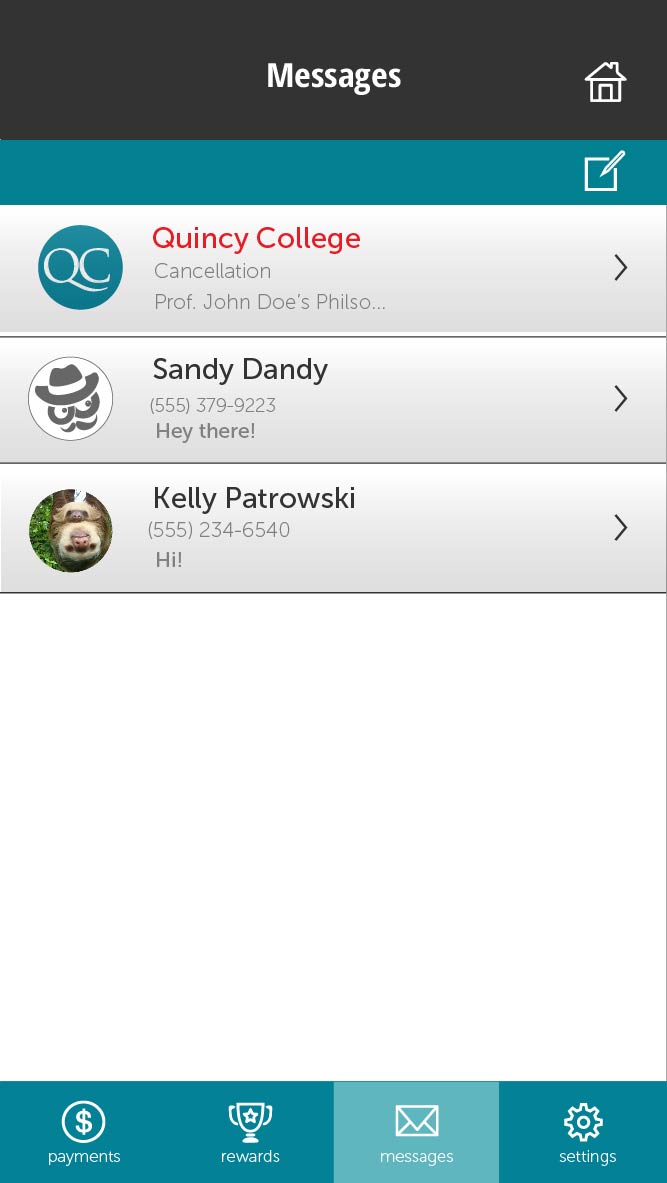 Messages
QC
Quincy College
Cancellation
Prof. John Doe’s Philso...
Sandy Dandy
(555) 379-9223
Hey there!
Kelly Patrowski
(555) 234-6540
Hi!
$
payments
rewards
messages
settings